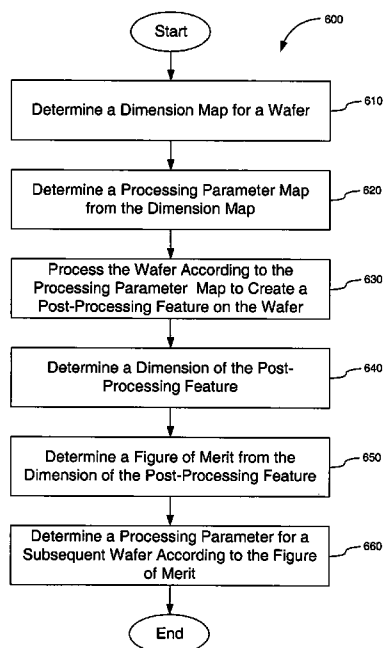 600
Start
Determine a Dimension Map for a Wafer
610
Determine a Processing Parameter Map
from the Dimension Map
620
Process the Wafer According to the
Processing Parameter Map to Create a
Post-Processing Feature on the Wafer
630
Determine a Dimension of the Post-
Processing Feature
640
Determine a Figure of Merit from the
Dimension of the Post-Processing Feature
650
Determine a Processing Parameter for a
Subsequent Wafer According to the Figure
of Merit
660
End